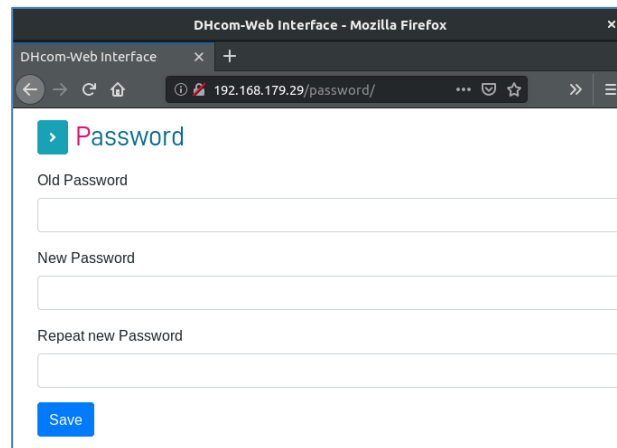 DHcom-Web Interface - Mozilla Firefox
DHcom-Web Interface
192.168.179.29/password/
Password
Old Password
New Password
Repeat new Password
Save